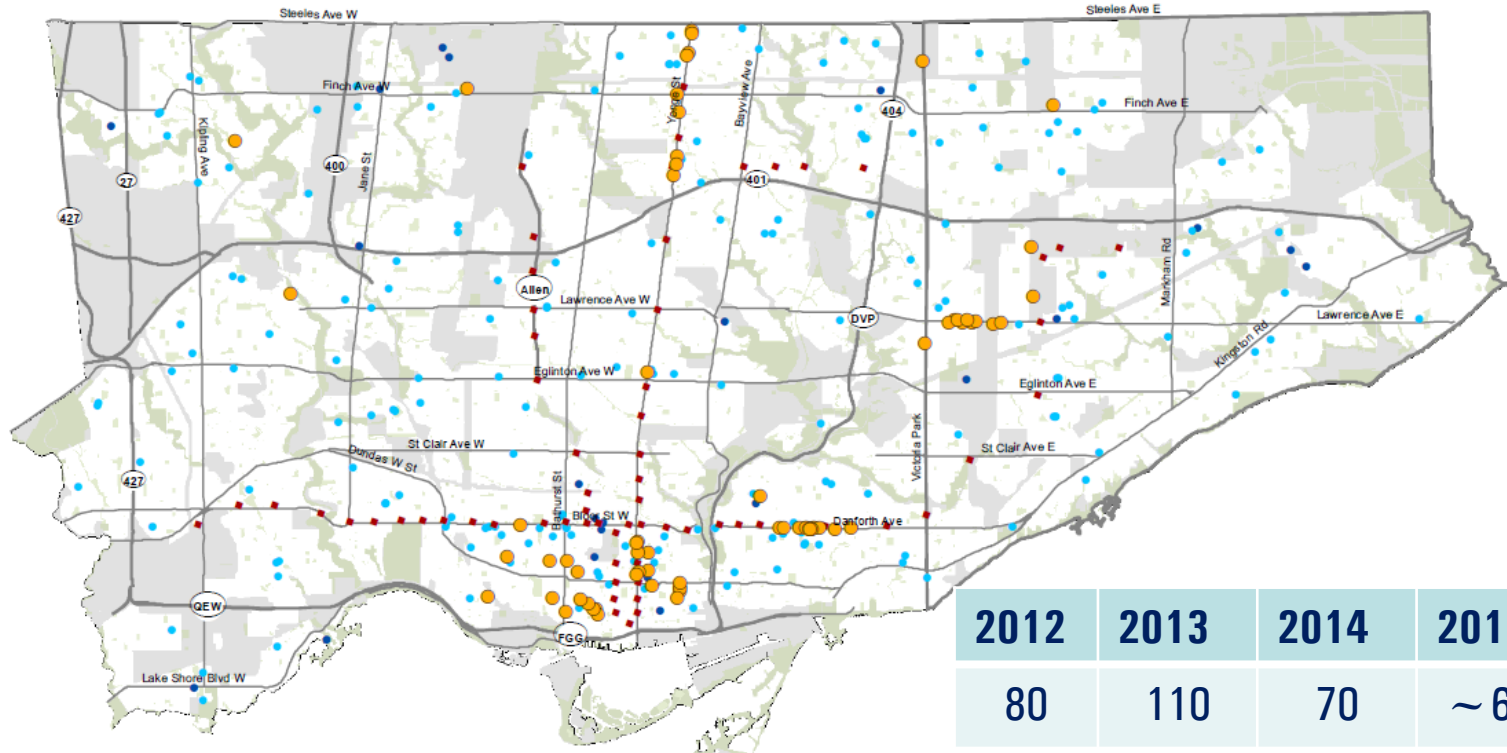 Steeles Ave W
Steeles Ave E
Finch Ave W
Yonge St
Bayview Ave
404
Finch Ave E
Kipling Ave
27
400
Jane St
401
427
Markham Rd
Allen
Lawrence Ave W
DVP
Lawrence Ave E
Kingston Rd
Eglinton Ave W
Eglinton Ave E
Victoria Park
St Clair Ave W
St Clair Ave E
Dundas W St
427
Bathurst St
Bloor St W
Danforth Ave
QEW
FGG
Lake Shore Blvd W
2012 2013 2014
80 110 70 ~6